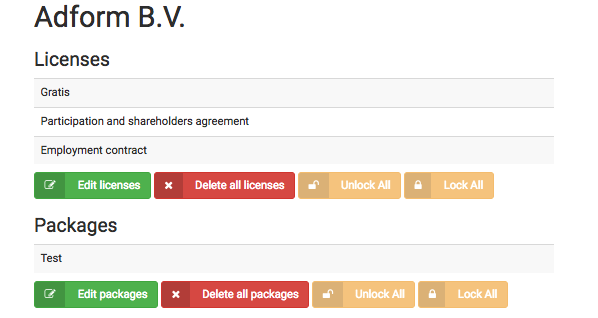 Adform B.V.
Licenses
Gratis
Participation and shareholders agreement
Employment contract
Edit licenses Delete all licenses Unlock All Lock All
Packages
Test
Edit packages Delete all packages Unlock All Lock All